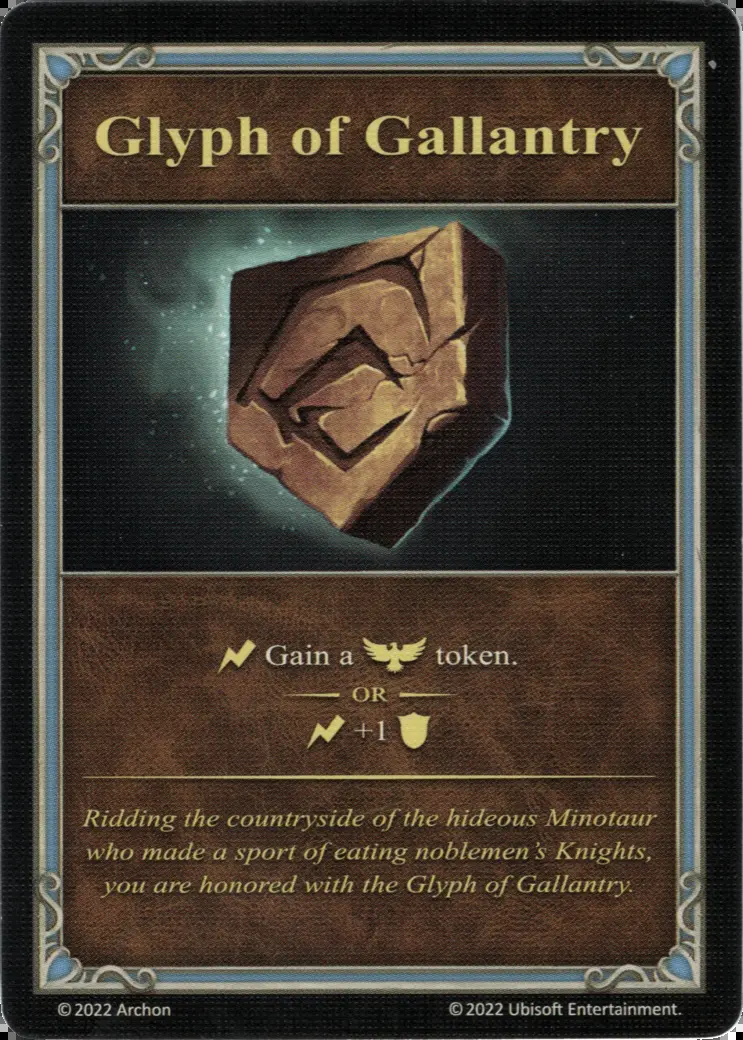 Glyph of Gallantry
Gain a token.
OR
+1
Ridding the countryside of the hideous Minotaur
who made a sport of eating noblemen's Knights,
you are honored with the Glyph of Gallantry.
© 2022 Archon
© 2022 Ubisoft Entertainment.